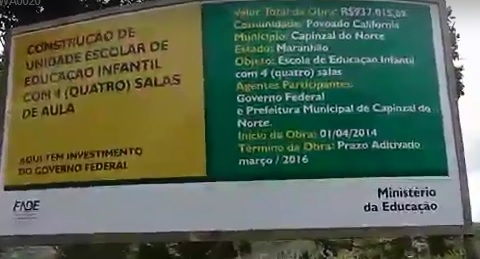 WA0020
CONSTRUÇÃO DE
UNIDADE ESCOLAR DE
EDUCAÇÃO INFANTIL
COM 4 (QUATRO) SALAS
DE AULA
AQUI TEM INVESTIMENTO
DO GOVERNO FEDERAL
Valor Total da Obra: R$937.015,03
Comunidade: Povoado California
Município: Capinzal do Norte
Estado: Maranhão
Objeto: Escola de Educação Infantil
com 4 (quatro) salas
Agentes Participantes:
Governo Federal
e Prefeitura Municipal de Capinzal do
Norte.
Início da Obra: 01/04/2014
Término da Obra: Prazo Aditivado
março / 2016
FNDE
Ministério
da Educação